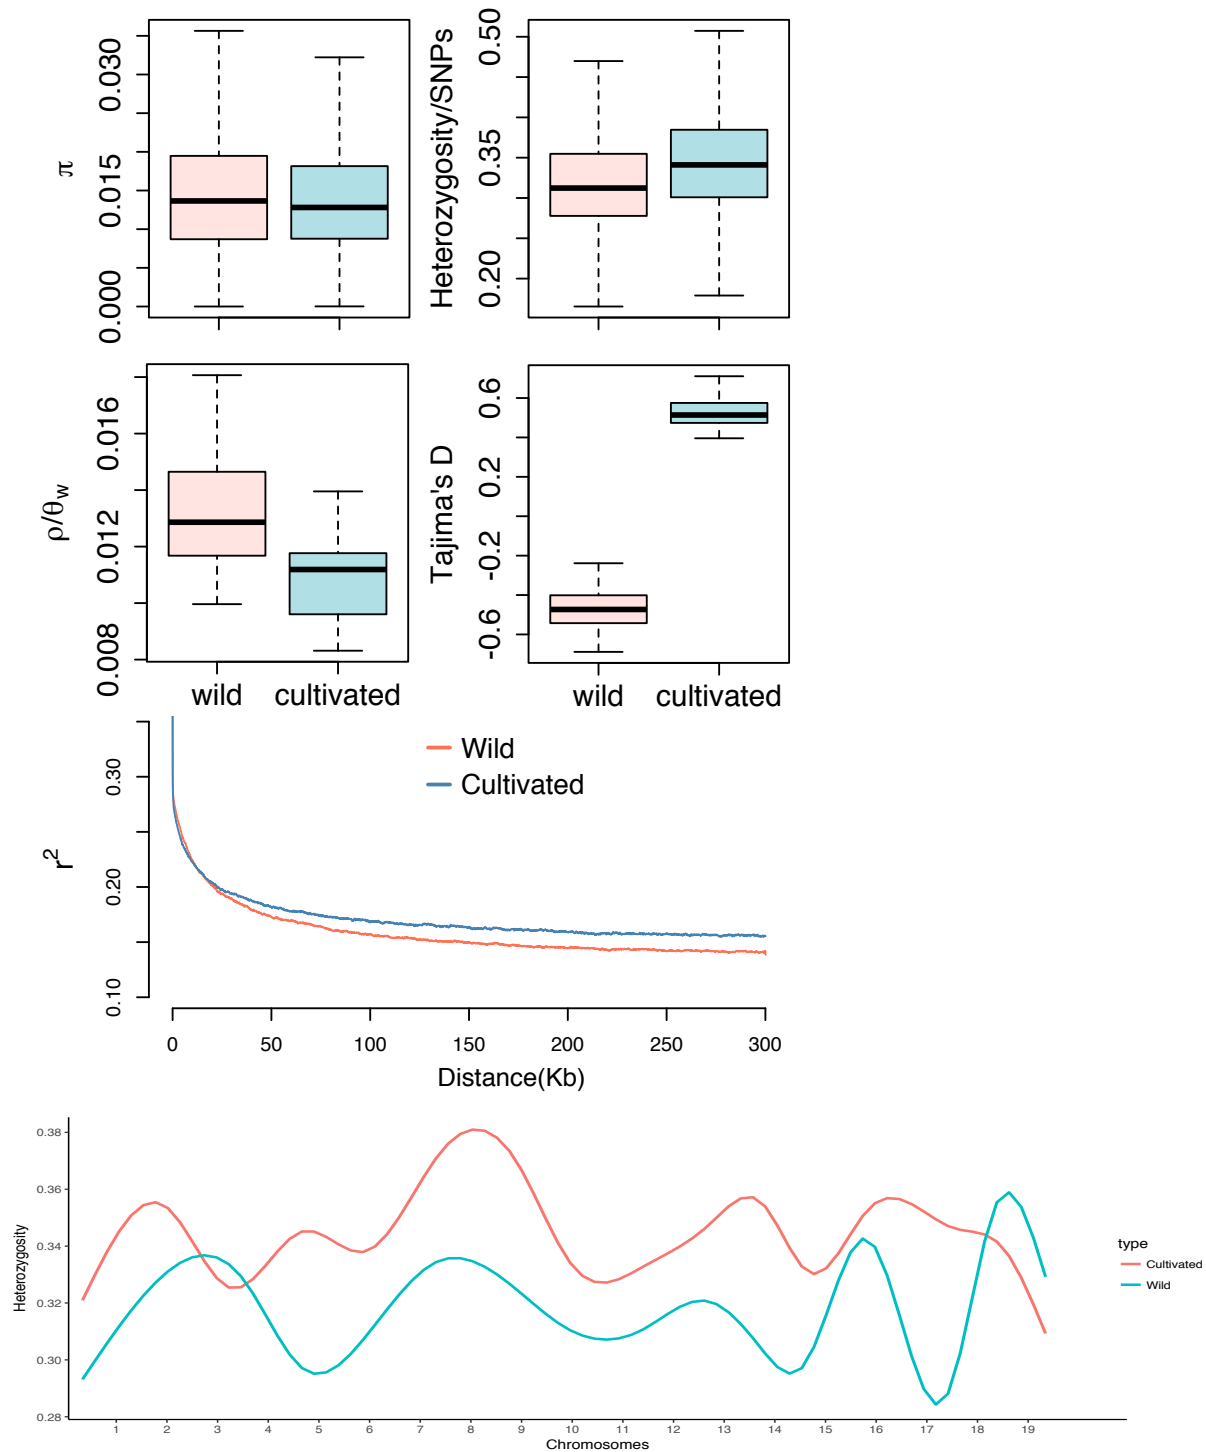 π
0.000
0.015
0.030
Heterozygosity/SNPs
0.20
0.35
0.50
ρ/θw
0.008
0.012
0.016
wild
cultivated
Tajima's D
-0.6
-0.2
0.2
0.6
wild
cultivated
r²
0.10
0.20
0.30
Wild
Cultivated
0 50 100 150 200 250 300
Distance(Kb)
Heterozygosity
0.38
0.36
0.34
0.32
0.30
0.28
1 2 3 4 5 6 7 8 9 10 11 12 13 14 15 16 17 18 19
Chromosomes
type
Cultivated
Wild